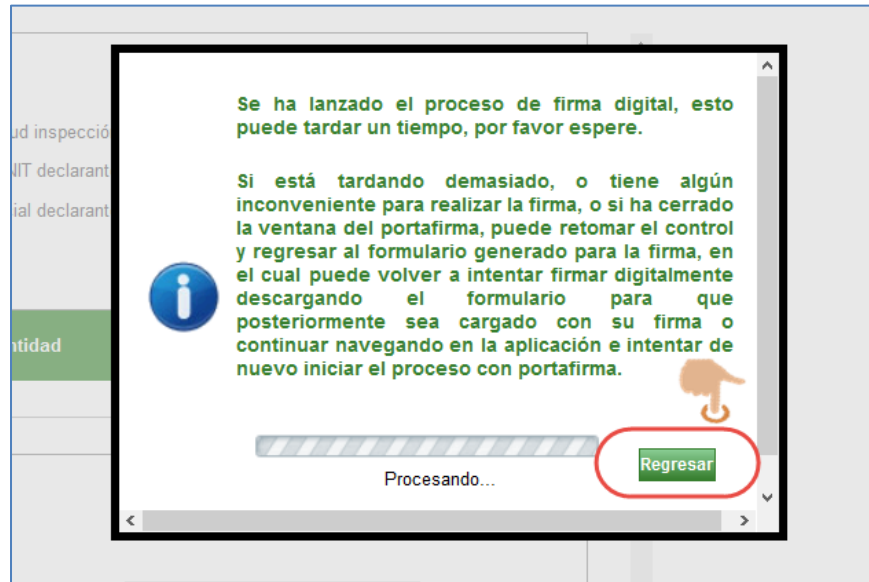 Se ha lanzado el proceso de firma digital, esto
puede tardar un tiempo, por favor espere.
Si está tardando demasiado, o tiene algún
inconveniente para realizar la firma, o si ha cerrado
la ventana del portafirma, puede retomar el control
y regresar al formulario generado para la firma, en
el cual puede volver a intentar firmar digitalmente
descargando el formulario para que
posteriormente sea cargado con su firma o
continuar navegando en la aplicación e intentar de
nuevo iniciar el proceso con portafirma.
ud inspecció
NIT declarant
ial declarant
ntidad
Procesando...
Regresar